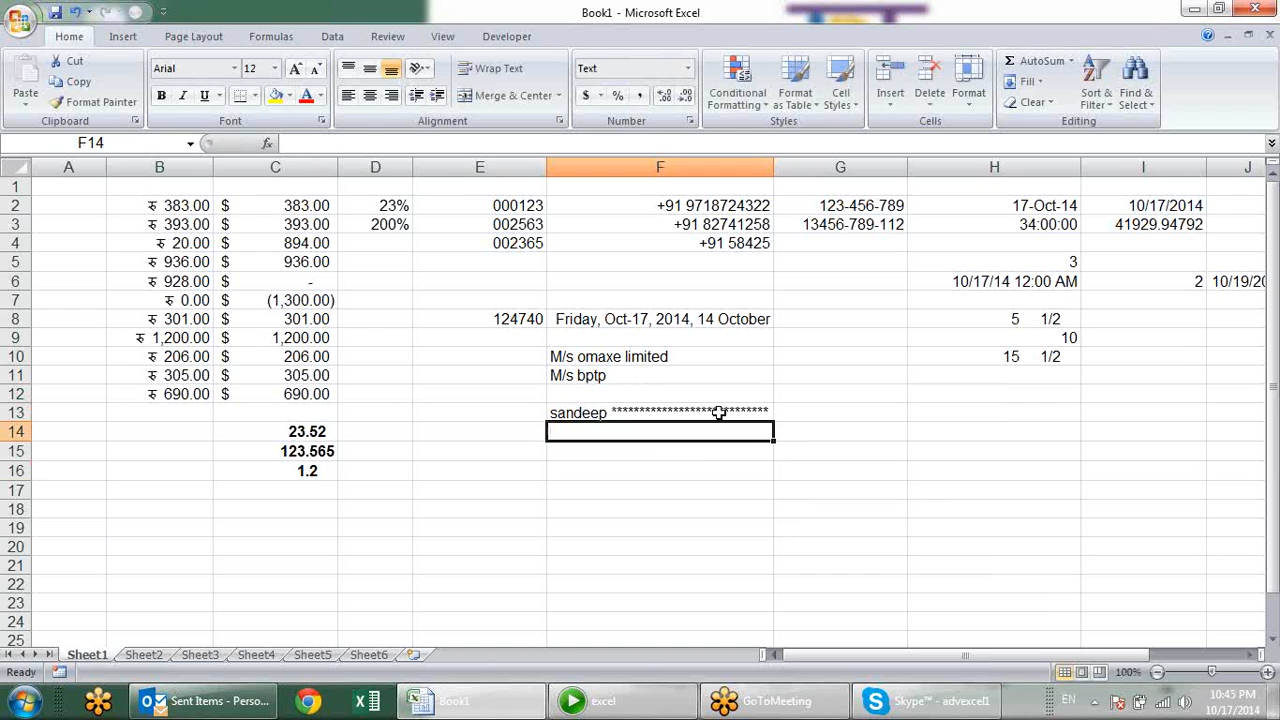 Book1 - Microsoft Excel
Home Insert Page Layout Formulas Data Review View Developer
Cut
Copy
Format Painter
Paste
Clipboard
Arial 12
B I U
Font
Wrap Text
Merge & Center
Alignment
Text
$ % ,
Number
Conditional Formatting
Format as Table
Cell Styles
Styles
Insert Delete Format
Cells
AutoSum
Fill
Clear
Sort & Filter
Find & Select
Editing
F14 fx
A B C D E F G H I J
1
2 रु 383.00 $ 383.00 23% 000123 +91 9718724322 123-456-789 17-Oct-14 10/17/2014
3 रु 393.00 $ 393.00 200% 002563 +91 82741258 13456-789-112 34:00:00 41929.94792
4 रु 20.00 $ 894.00 002365 +91 58425
5 रु 936.00 $ 936.00 3
6 रु 928.00 $ - 10/17/14 12:00 AM 2 10/19/20
7 रु 0.00 $ (1,300.00)
8 रु 301.00 $ 301.00 124740 Friday, Oct-17, 2014, 14 October 5 1/2
9 रु 1,200.00 $ 1,200.00 10
10 रु 206.00 $ 206.00 M/s omaxe limited 15 1/2
11 रु 305.00 $ 305.00 M/s bptp
12 रु 690.00 $ 690.00
13 sandeep ****************************
14 23.52
15 123.565
16 1.2
17
18
19
20
21
22
23
24
25
Sheet1 Sheet2 Sheet3 Sheet4 Sheet5 Sheet6
Ready 100%
Sent Items - Perso... Book1 excel GoToMeeting Skype™ - advexcel1 EN 10:45 PM
10/17/2014